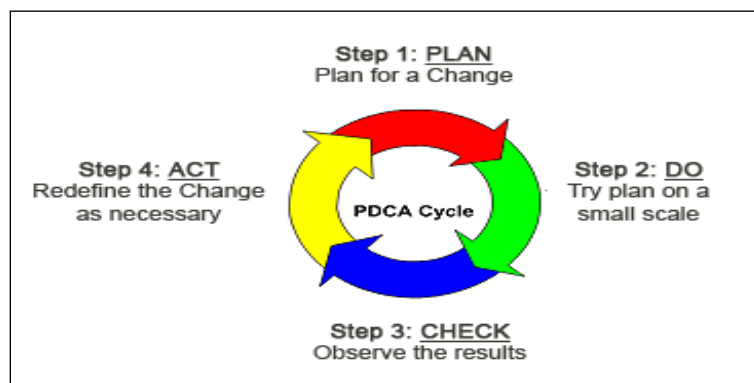 Step 1: PLAN
Plan for a Change
Step 4: ACT
Redefine the Change
as necessary
PDCA Cycle
Step 2: DO
Try plan on a
small scale
Step 3: CHECK
Observe the results